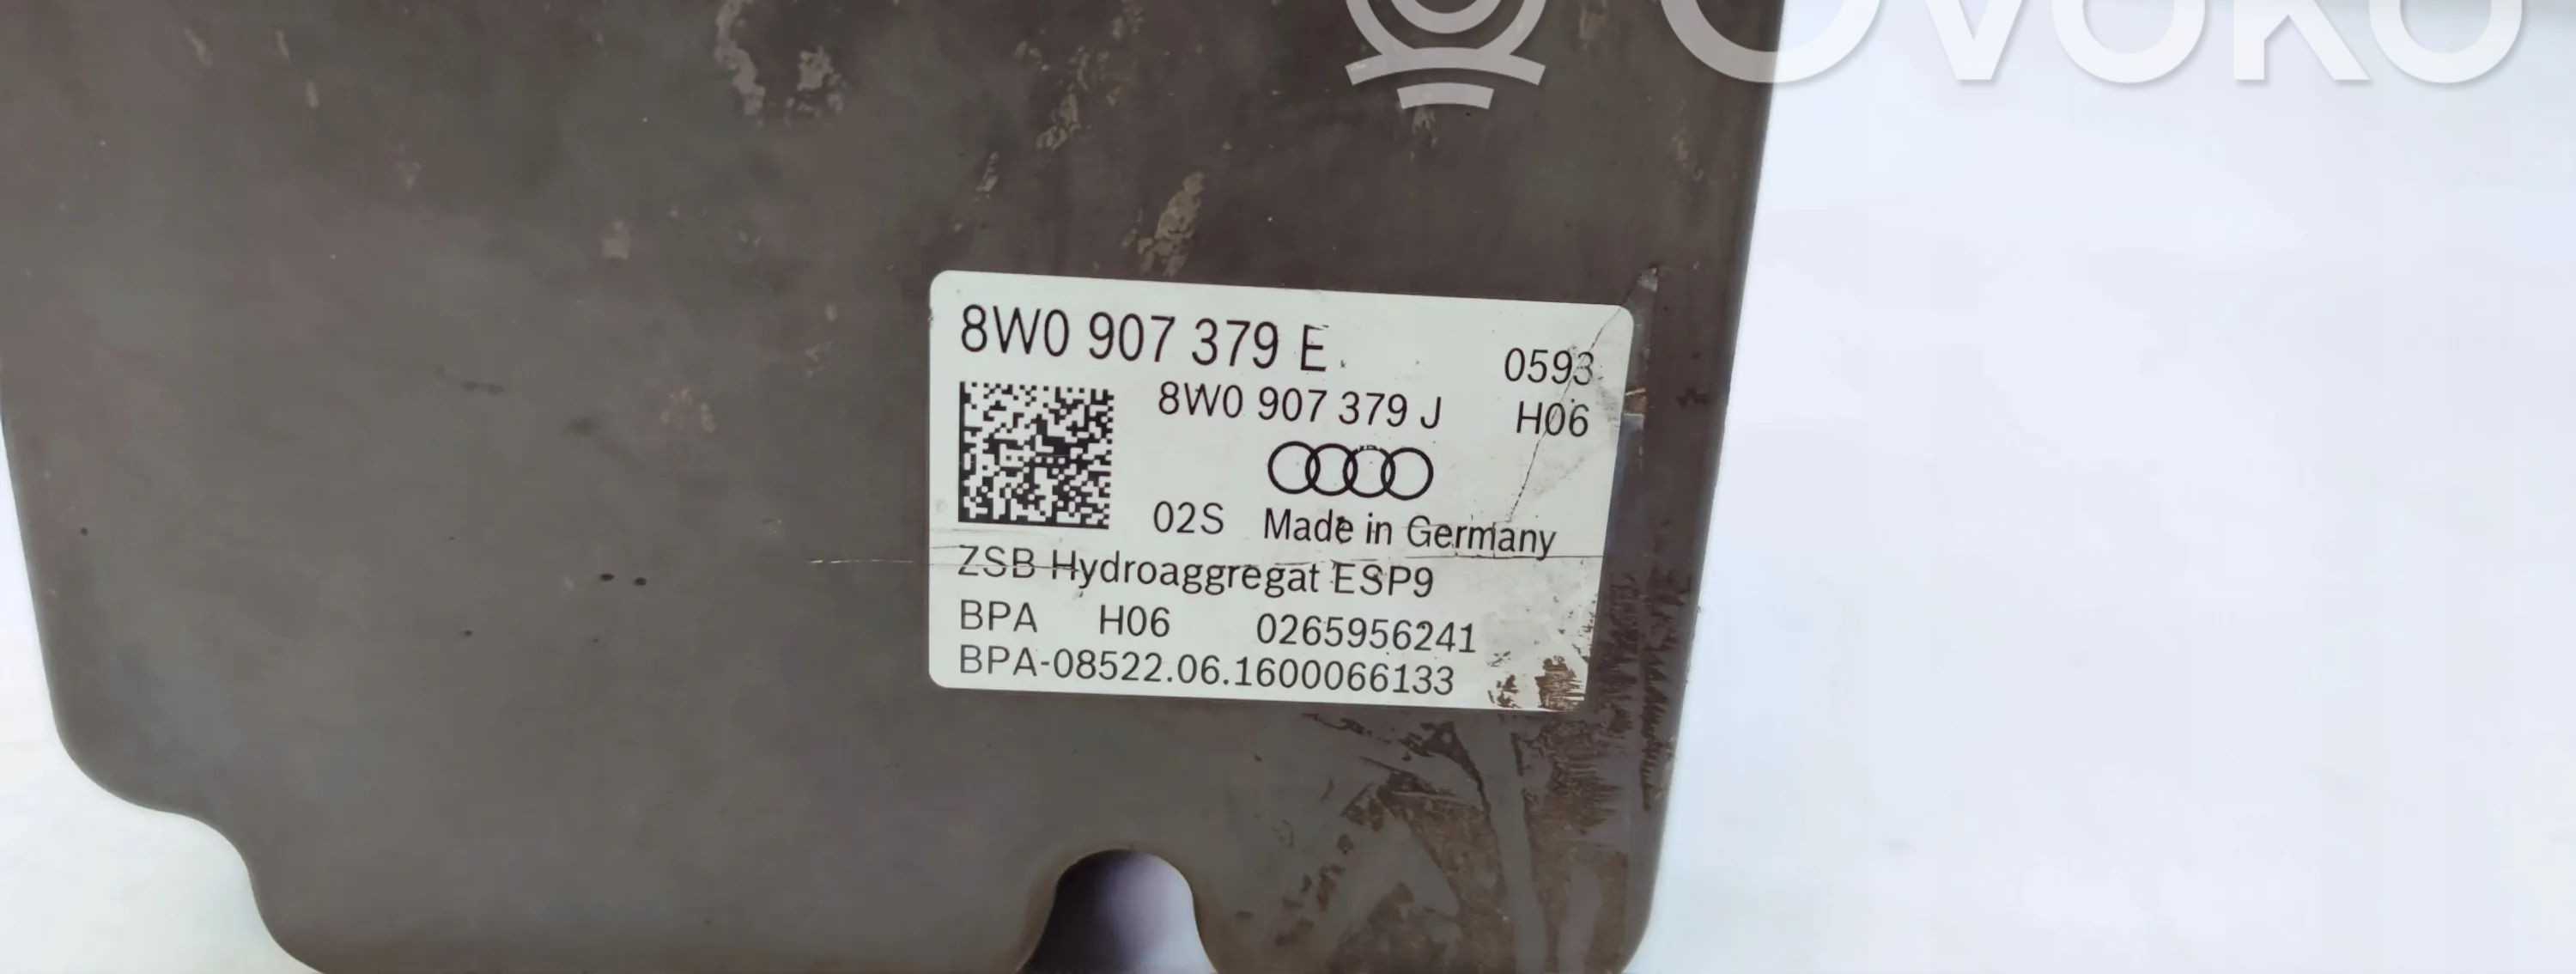 OVOKO
8W0 907 379 E
0593
8W0 907 379 J
H06
02S Made in Germany
ZSB Hydroaggregat ESP9
BPA H06 0265956241
BPA-08522.06.1600066133